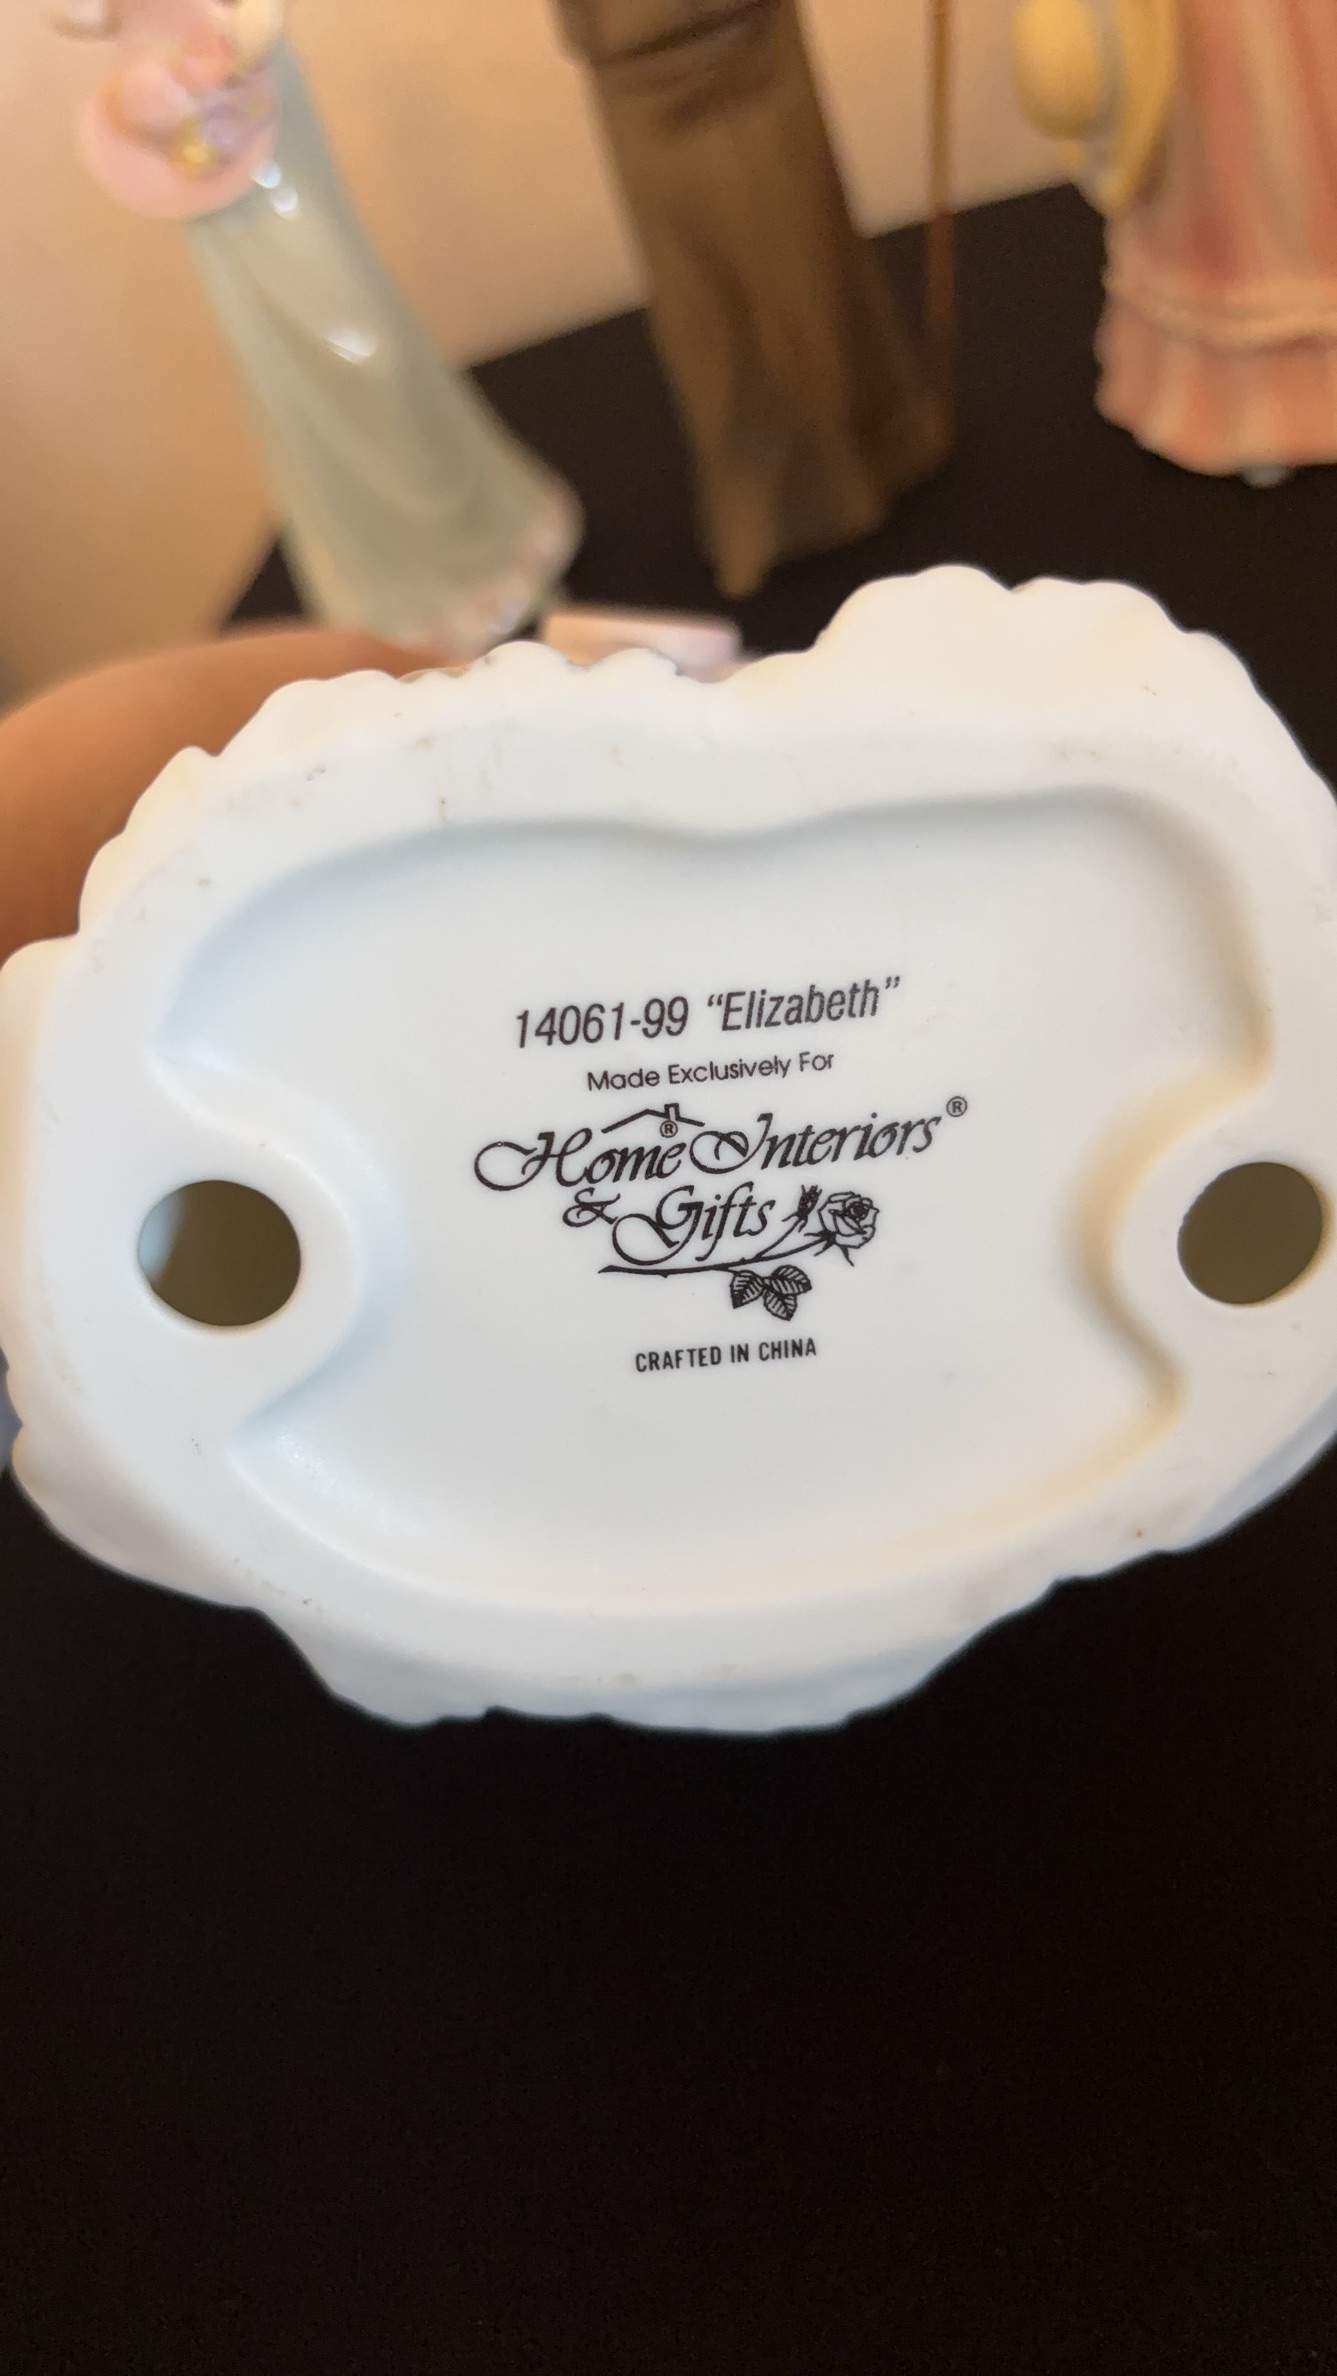 14061-99 “Elizabeth”
Made Exclusively For
Home Interiors®
& Gifts
CRAFTED IN CHINA